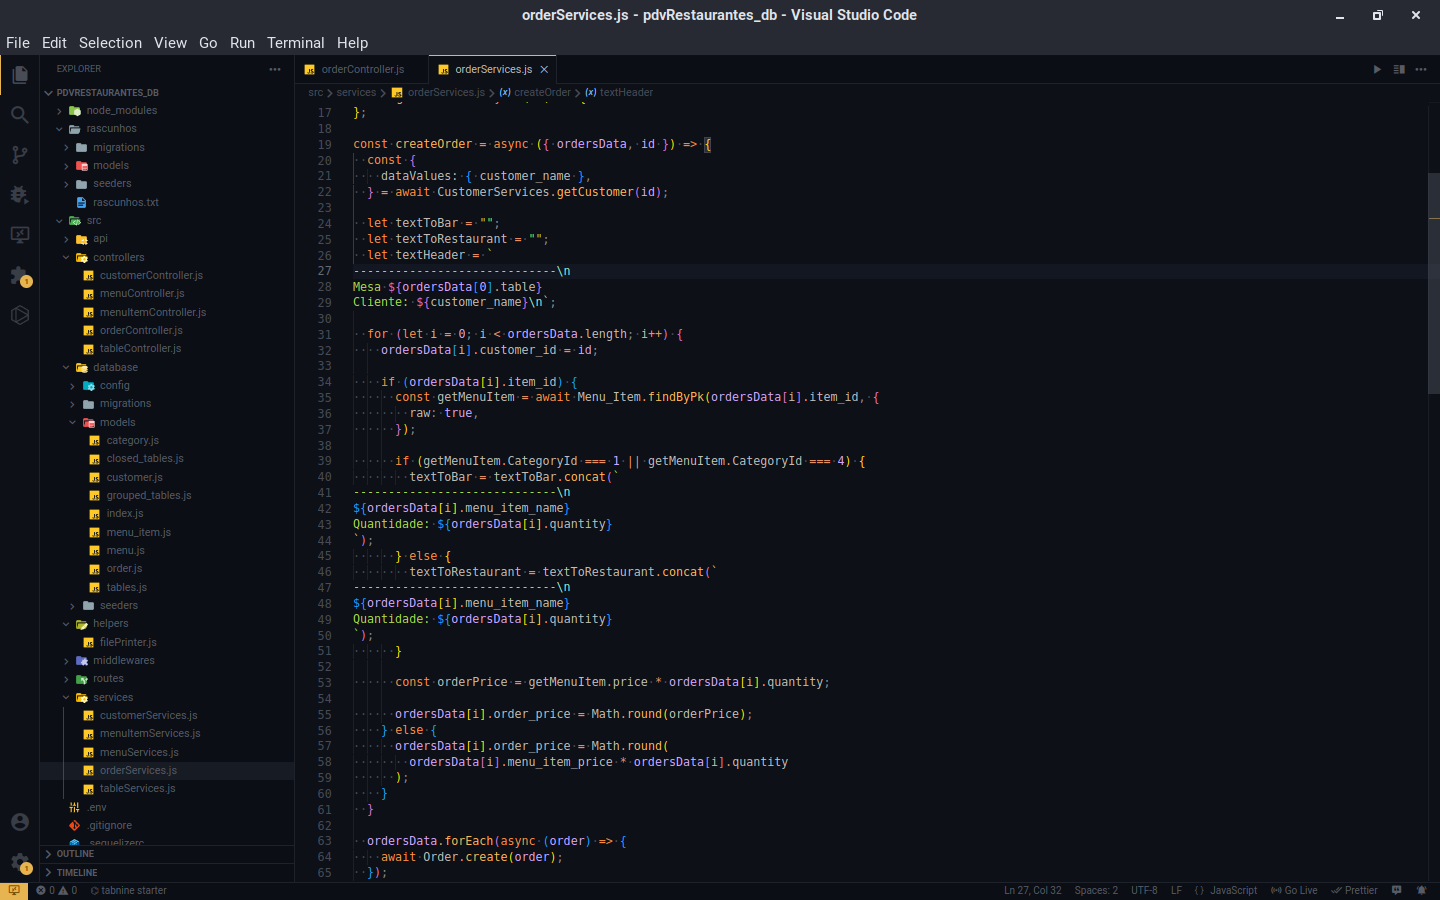 orderServices.js - pdvRestaurantes_db - Visual Studio Code
File Edit Selection View Go Run Terminal Help
EXPLORER
PDVRESTAURANTES_DB
node_modules
rascunhos
migrations
models
seeders
rascunhos.txt
src
api
controllers
customerController.js
menuController.js
menuItemController.js
orderController.js
tableController.js
database
config
migrations
models
category.js
closed_tables.js
customer.js
grouped_tables.js
index.js
menu_item.js
menu.js
order.js
tables.js
seeders
helpers
filePrinter.js
middlewares
routes
services
customerServices.js
menuItemServices.js
menuServices.js
orderServices.js
tableServices.js
.env
.gitignore
.sequelizerc
OUTLINE
TIMELINE
orderController.js orderServices.js
src > services > orderServices.js > createOrder > textHeader
17 };
18
19 const createOrder = async ({ ordersData, id }) => {
20 const {
21 dataValues: { customer_name },
22 } = await CustomerServices.getCustomer(id);
23
24 let textToBar = "";
25 let textToRestaurant = "";
26 let textHeader = `
27 -----------------------------\n
28 Mesa ${ordersData[0].table}
29 Cliente: ${customer_name}\n`;
30
31 for (let i = 0; i < ordersData.length; i++) {
32 ordersData[i].customer_id = id;
33
34 if (ordersData[i].item_id) {
35 const getMenuItem = await Menu_Item.findByPk(ordersData[i].item_id, {
36 raw: true,
37 });
38
39 if (getMenuItem.CategoryId === 1 || getMenuItem.CategoryId === 4) {
40 textToBar = textToBar.concat(`
41 -----------------------------\n
42 ${ordersData[i].menu_item_name}
43 Quantidade: ${ordersData[i].quantity}
44 `);
45 } else {
46 textToRestaurant = textToRestaurant.concat(`
47 -----------------------------\n
48 ${ordersData[i].menu_item_name}
49 Quantidade: ${ordersData[i].quantity}
50 `);
51 }
52
53 const orderPrice = getMenuItem.price * ordersData[i].quantity;
54
55 ordersData[i].order_price = Math.round(orderPrice);
56 } else {
57 ordersData[i].order_price = Math.round(
58 ordersData[i].menu_item_price * ordersData[i].quantity
59 );
60 }
61 }
62
63 ordersData.forEach(async (order) => {
64 await Order.create(order);
65 });
0 0 tabnine starter Ln 27, Col 32 Spaces: 2 UTF-8 LF {} JavaScript Go Live Prettier